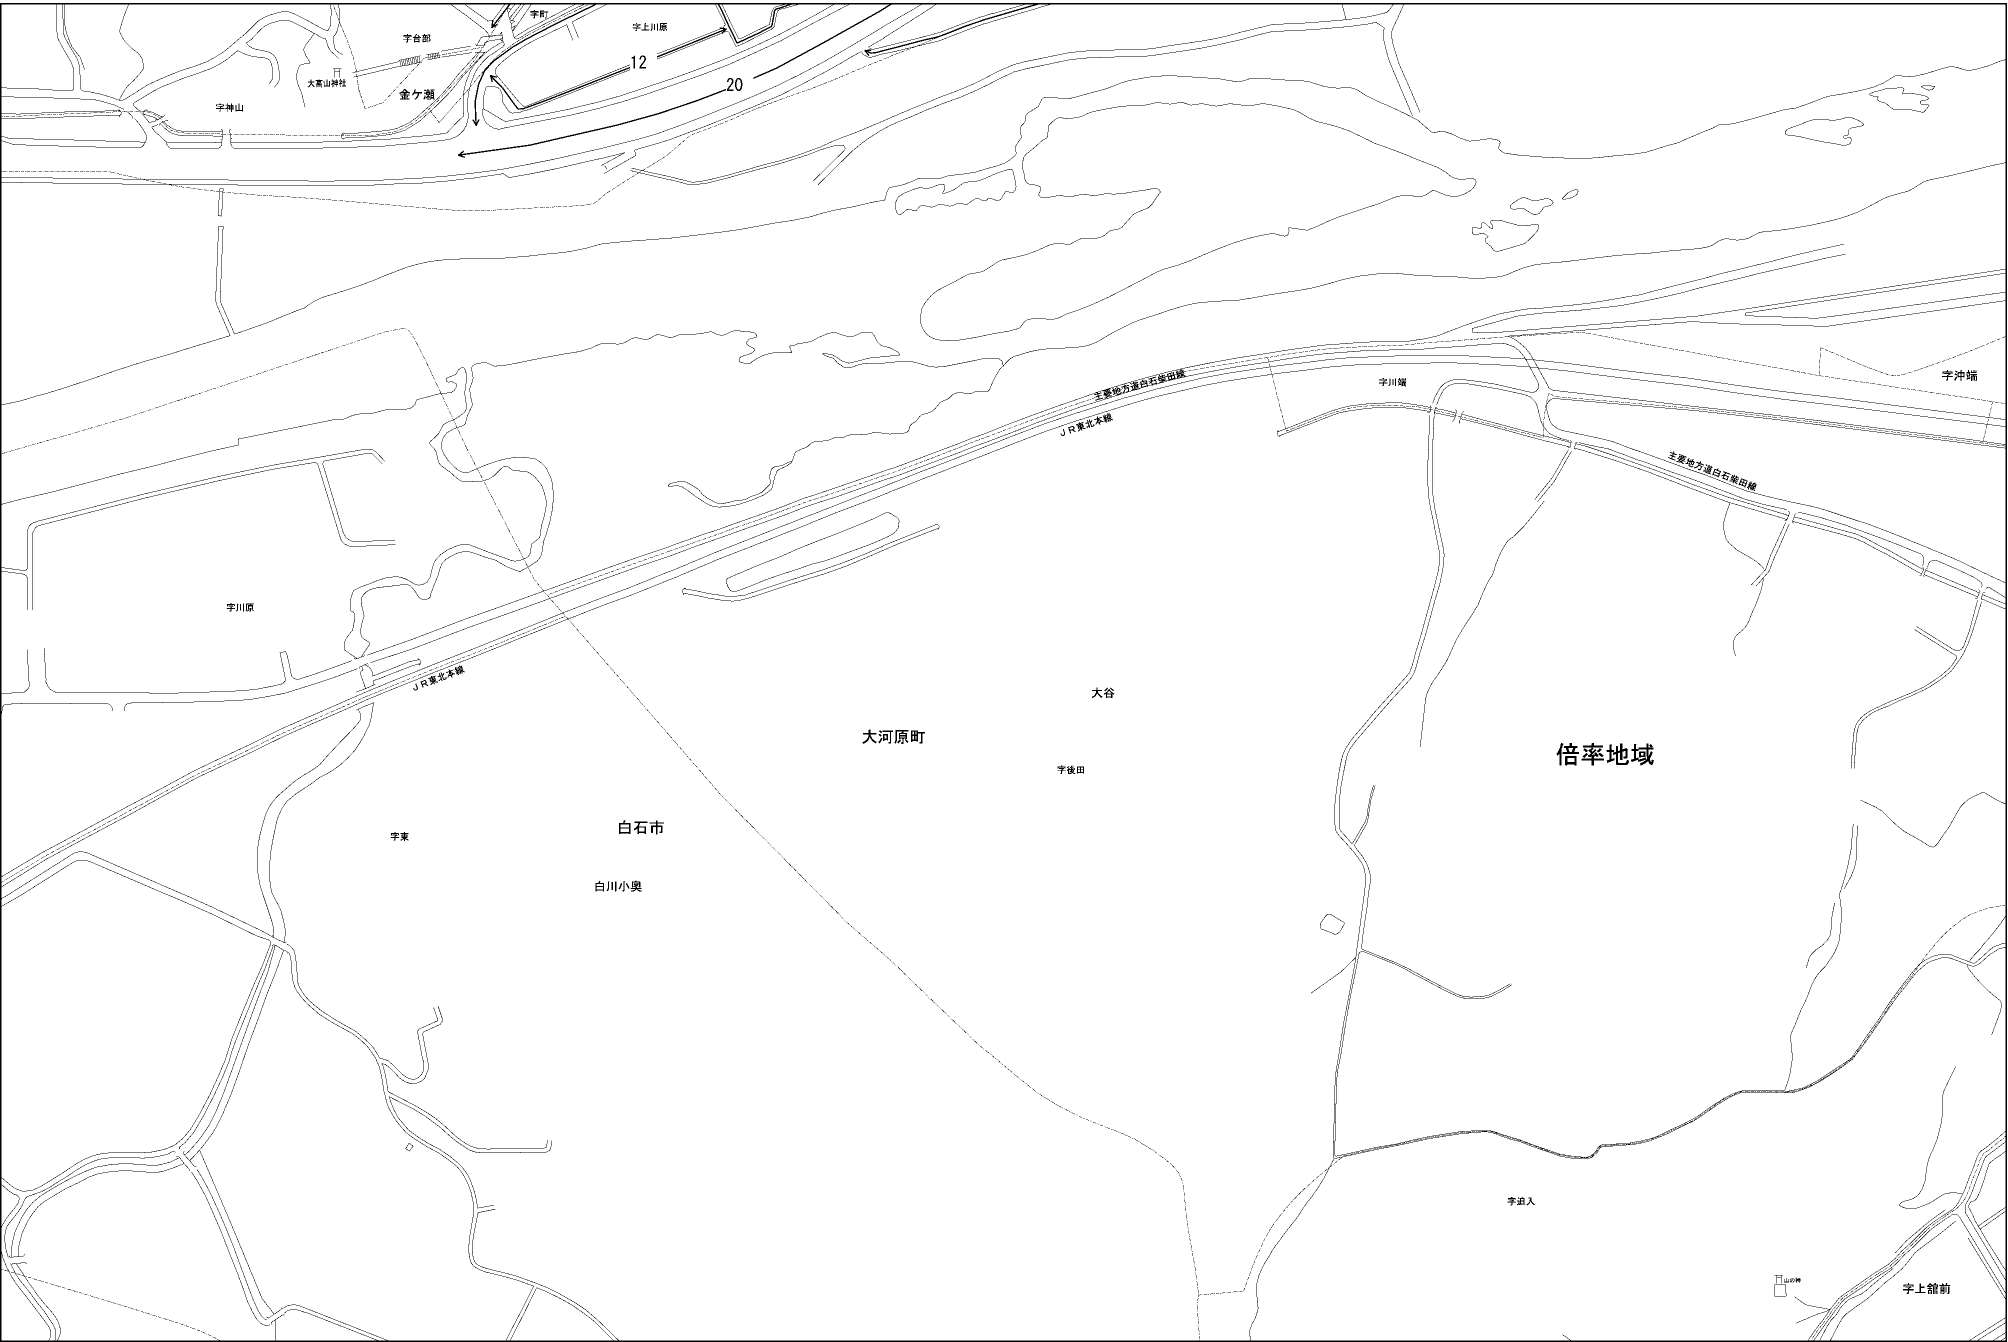 字町
字上川原
字台部
12
大高山神社
20
金ケ瀬
字神山
字沖端
主要地方道白石柴田線
字川端
JR東北本線
主要地方道白石柴田線
字川原
JR東北本線
大谷
大河原町
倍率地域
字後田
白石市
字東
白川小奥
字迫入
山の神
字上舘前